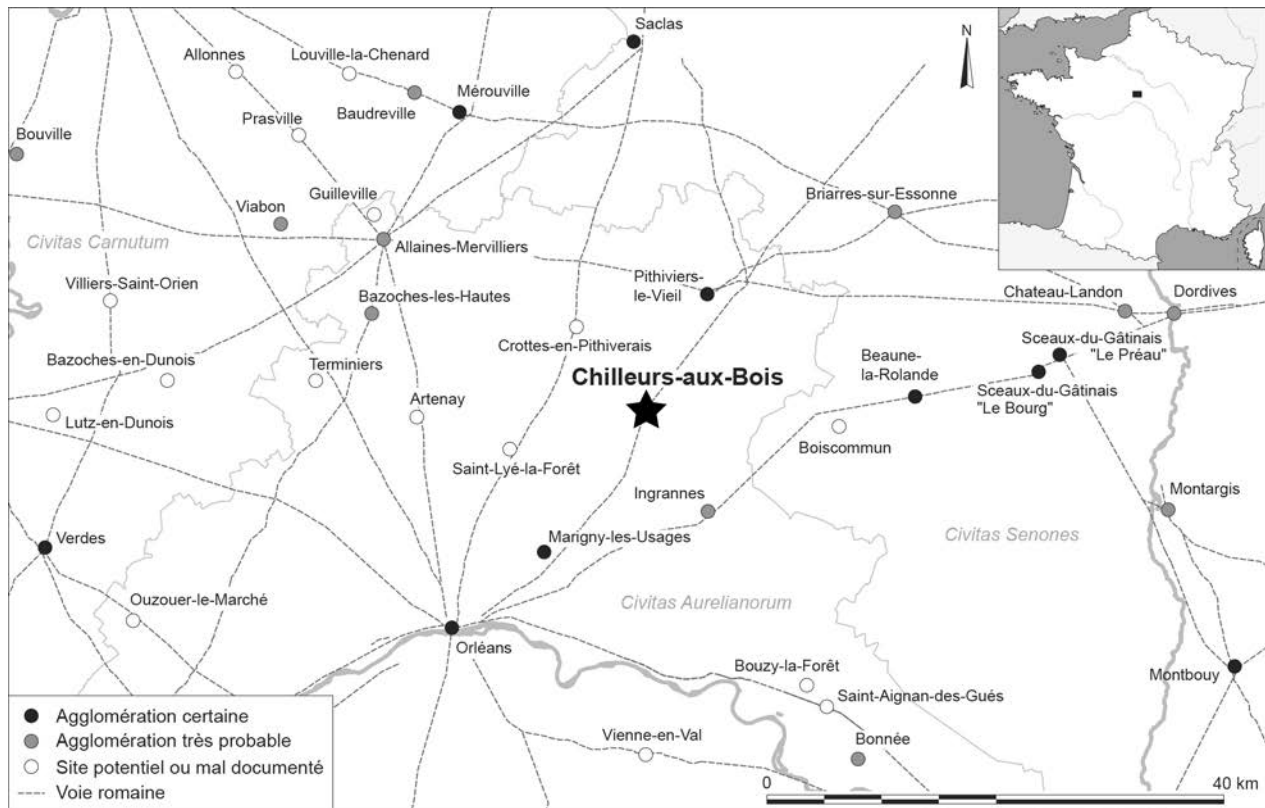 Saclas
Allonnes
Louville-la-Chenard
N
Mérouville
Baudreville
Prasville
Bouville
Guilleville
Viabon
Briarres-sur-Essonne
Civitas Carnutum
Allaines-Mervilliers
Villiers-Saint-Orien
Pithiviers-
le-Vieil
Bazoches-les-Hautes
Chateau-Landon
Dordives
Crottes-en-Pithiverais
Sceaux-du-Gâtinais
"Le Préau"
Bazoches-en-Dunois
Terminiers
Beaune-
la-Rolande
Chilleurs-aux-Bois
Sceaux-du-Gâtinais
"Le Bourg"
Artenay
Lutz-en-Dunois
Boiscommun
Saint-Lyé-la-Forêt
Ingrannes
Montargis
Verdes
Marigny-les-Usages
Civitas Senones
Ouzouer-le-Marché
Civitas Aurelianorum
Orléans
Bouzy-la-Forêt
Montbouy
Saint-Aignan-des-Gués
Vienne-en-Val
Bonnée
Agglomération certaine
Agglomération très probable
Site potentiel ou mal documenté
Voie romaine
0
40 km